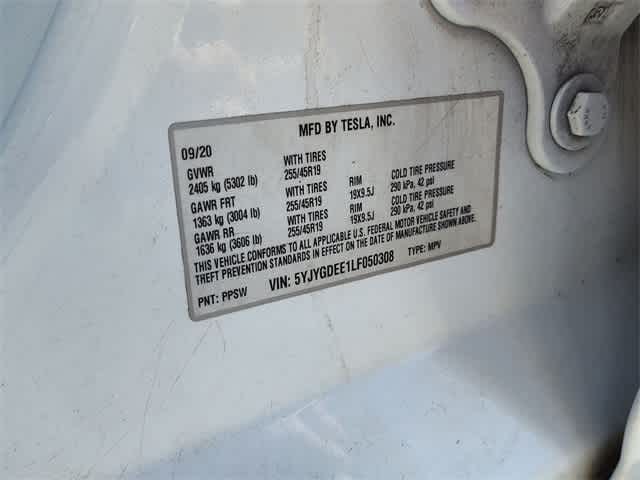 MFD BY TESLA, INC.
09/20
GVWR WITH TIRES
2405 kg (5302 lb) 255/45R19 RIM COLD TIRE PRESSURE
GAWR FRT WITH TIRES 19X9.5J 290 kPa, 42 psi
1363 kg (3004 lb) 255/45R19 RIM COLD TIRE PRESSURE
GAWR RR WITH TIRES 19X9.5J 290 kPa, 42 psi
1636 kg (3606 lb) 255/45R19
THIS VEHICLE CONFORMS TO ALL APPLICABLE U.S. FEDERAL MOTOR VEHICLE SAFETY AND
THEFT PREVENTION STANDARDS IN EFFECT ON THE DATE OF MANUFACTURE SHOWN ABOVE.
PNT: PPSW VIN: 5YJYGDEE1LF050308 TYPE: MPV